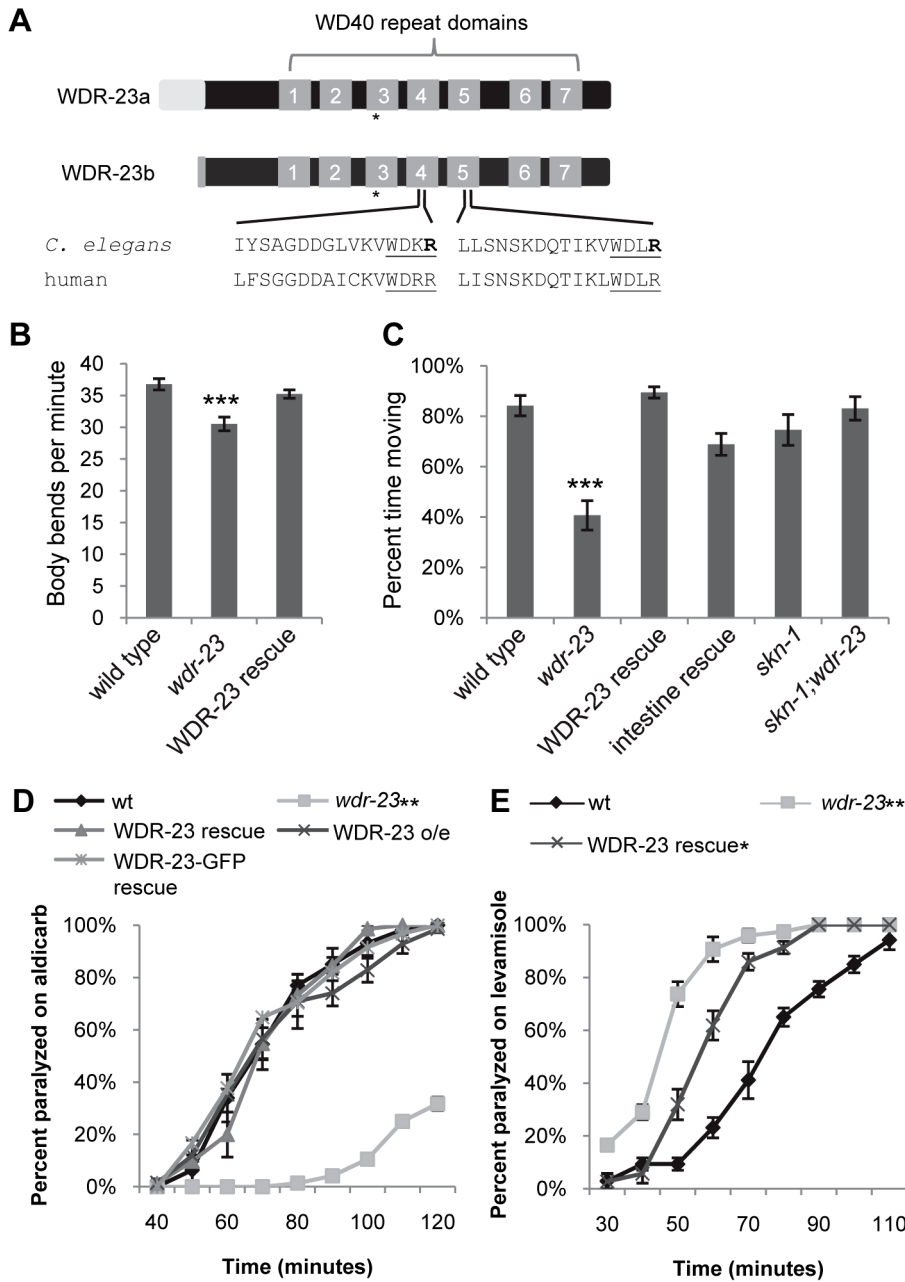 A
WD40 repeat domains
WDR-23a
1 2 3 4 5 6 7
*
WDR-23b
1 2 3 4 5 6 7
*
C. elegans IYSAGDDGLVKVWDKR LLSNSKDQTIKVWDLR
human LFSGGDDAICKVWDRR LISNSKDQTIKLWDLR
B
Body bends per minute
40
35
30
25
20
15
10
5
0
***
wild type
wdr-23
WDR-23 rescue
C
Percent time moving
100%
80%
60%
40%
20%
0%
***
wild type
wdr-23
WDR-23 rescue
intestine rescue
skn-1
skn-1;wdr-23
D
wt
wdr-23**
WDR-23 rescue
WDR-23 o/e
WDR-23-GFP
rescue
Percent paralyzed on aldicarb
100%
80%
60%
40%
20%
0%
40 60 80 100 120
Time (minutes)
E
wt
wdr-23**
WDR-23 rescue*
Percent paralyzed on levamisole
100%
80%
60%
40%
20%
0%
30 50 70 90 110
Time (minutes)